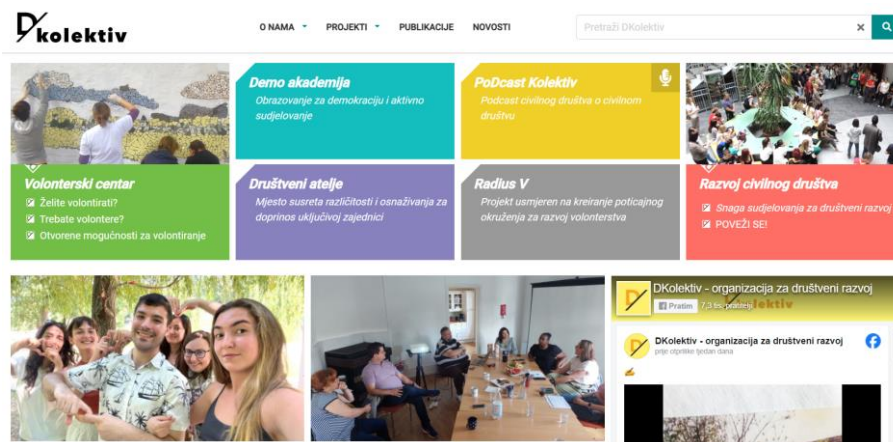 Dkolektiv
O NAMA
PROJEKTI
PUBLIKACIJE
NOVOSTI
Pretraži DKolektiv
Demo akademija
Obrazovanje za demokraciju i aktivno
sudjelovanje
PoDcast Kolektiv
Podcast civilnog društva o civilnom
društvu
Volonterski centar
Želite volontirati?
Trebate volontere?
Otvorene mogućnosti za volontiranje
Društveni atelje
Mjesto susreta različitosti i osnaživanja za
doprinos uključivoj zajednici
Radius V
Projekt usmjeren na kreiranje poticajnog
okruženja za razvoj volonterstva
Razvoj civilnog društva
Snaga sudjelovanja za društveni razvoj
POVEŽI SE!
DKolektiv - organizacija za društveni razvoj
Pratim
7,3 tis. pratitelji
DKolektiv - organizacija za društveni razvoj
prije otprilike tjedan dana